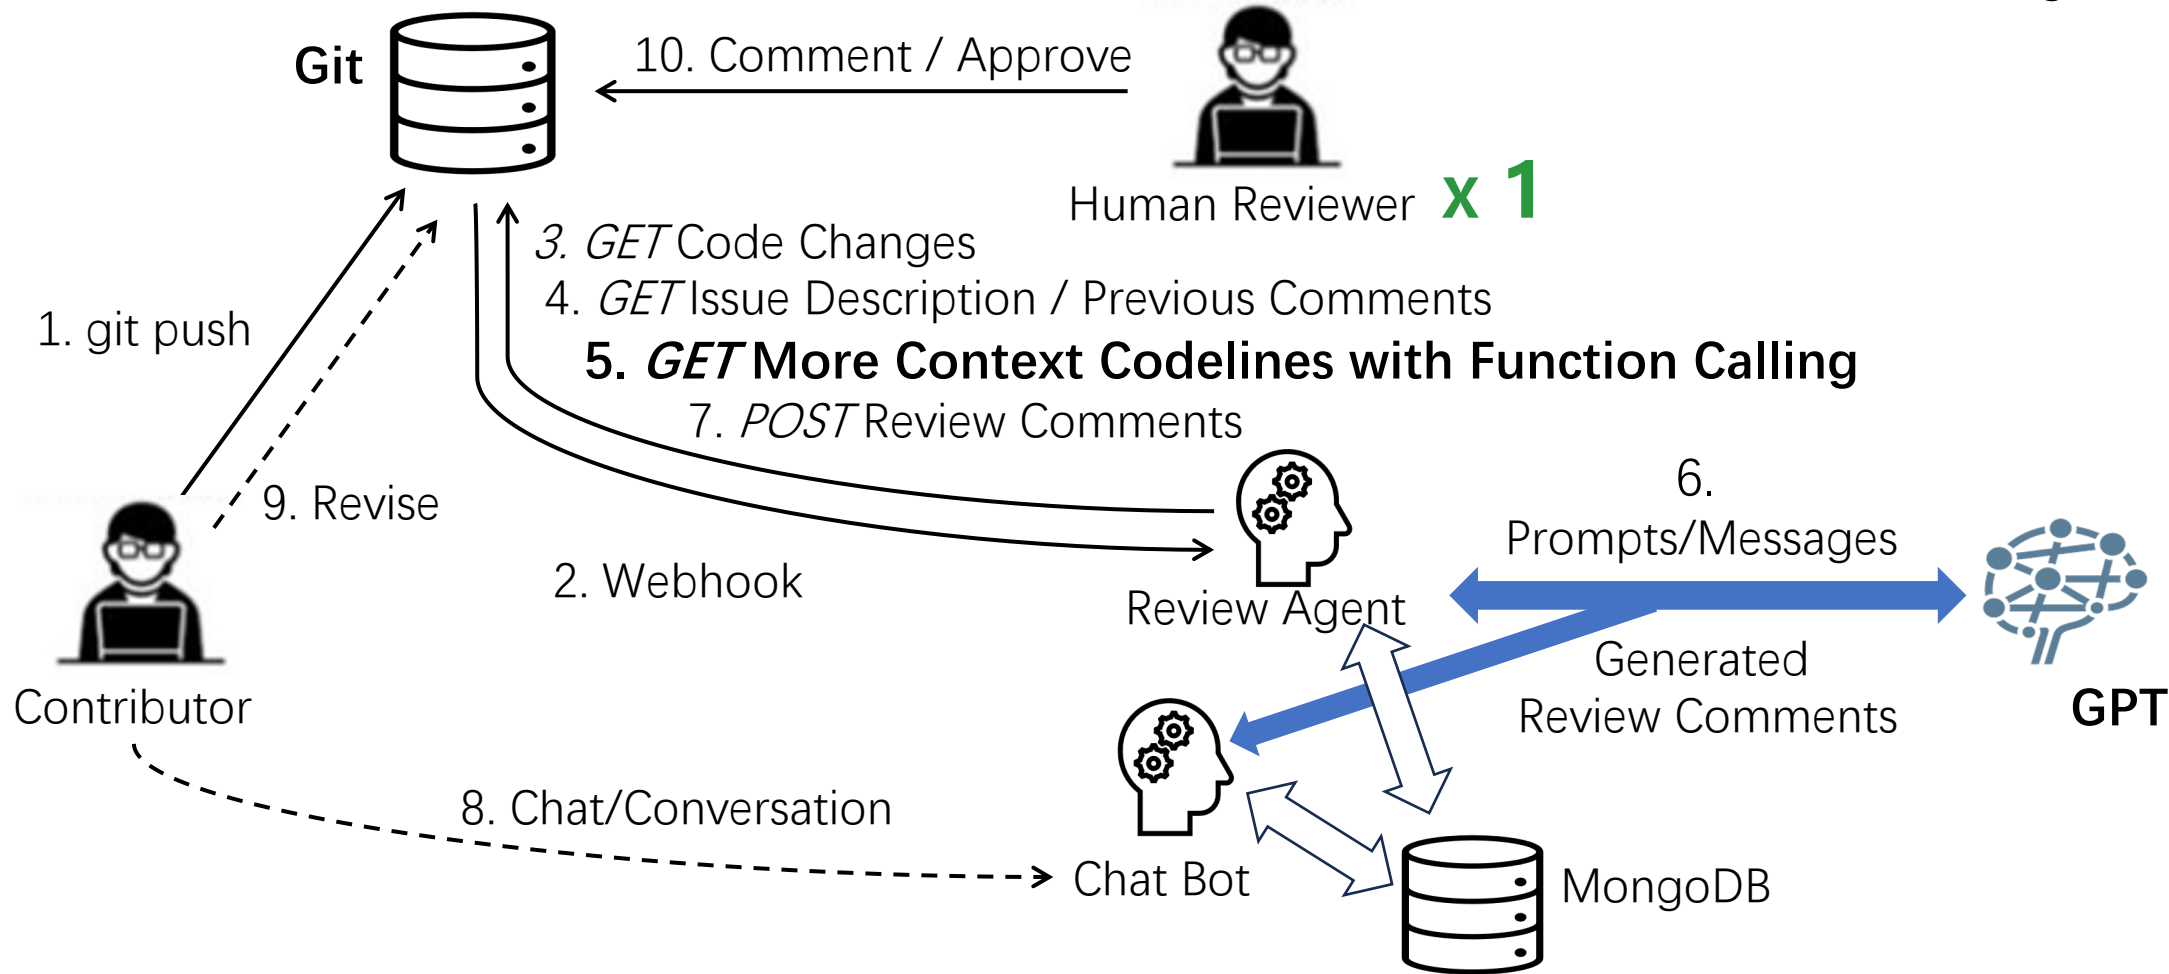 Git
10. Comment / Approve
Human Reviewer x 1
3. GET Code Changes
4. GET Issue Description / Previous Comments
1. git push
5. GET More Context Codelines with Function Calling
7. POST Review Comments
9. Revise
6.
Prompts/Messages
2. Webhook
Review Agent
Generated
Review Comments
Contributor
GPT
8. Chat/Conversation
Chat Bot
MongoDB